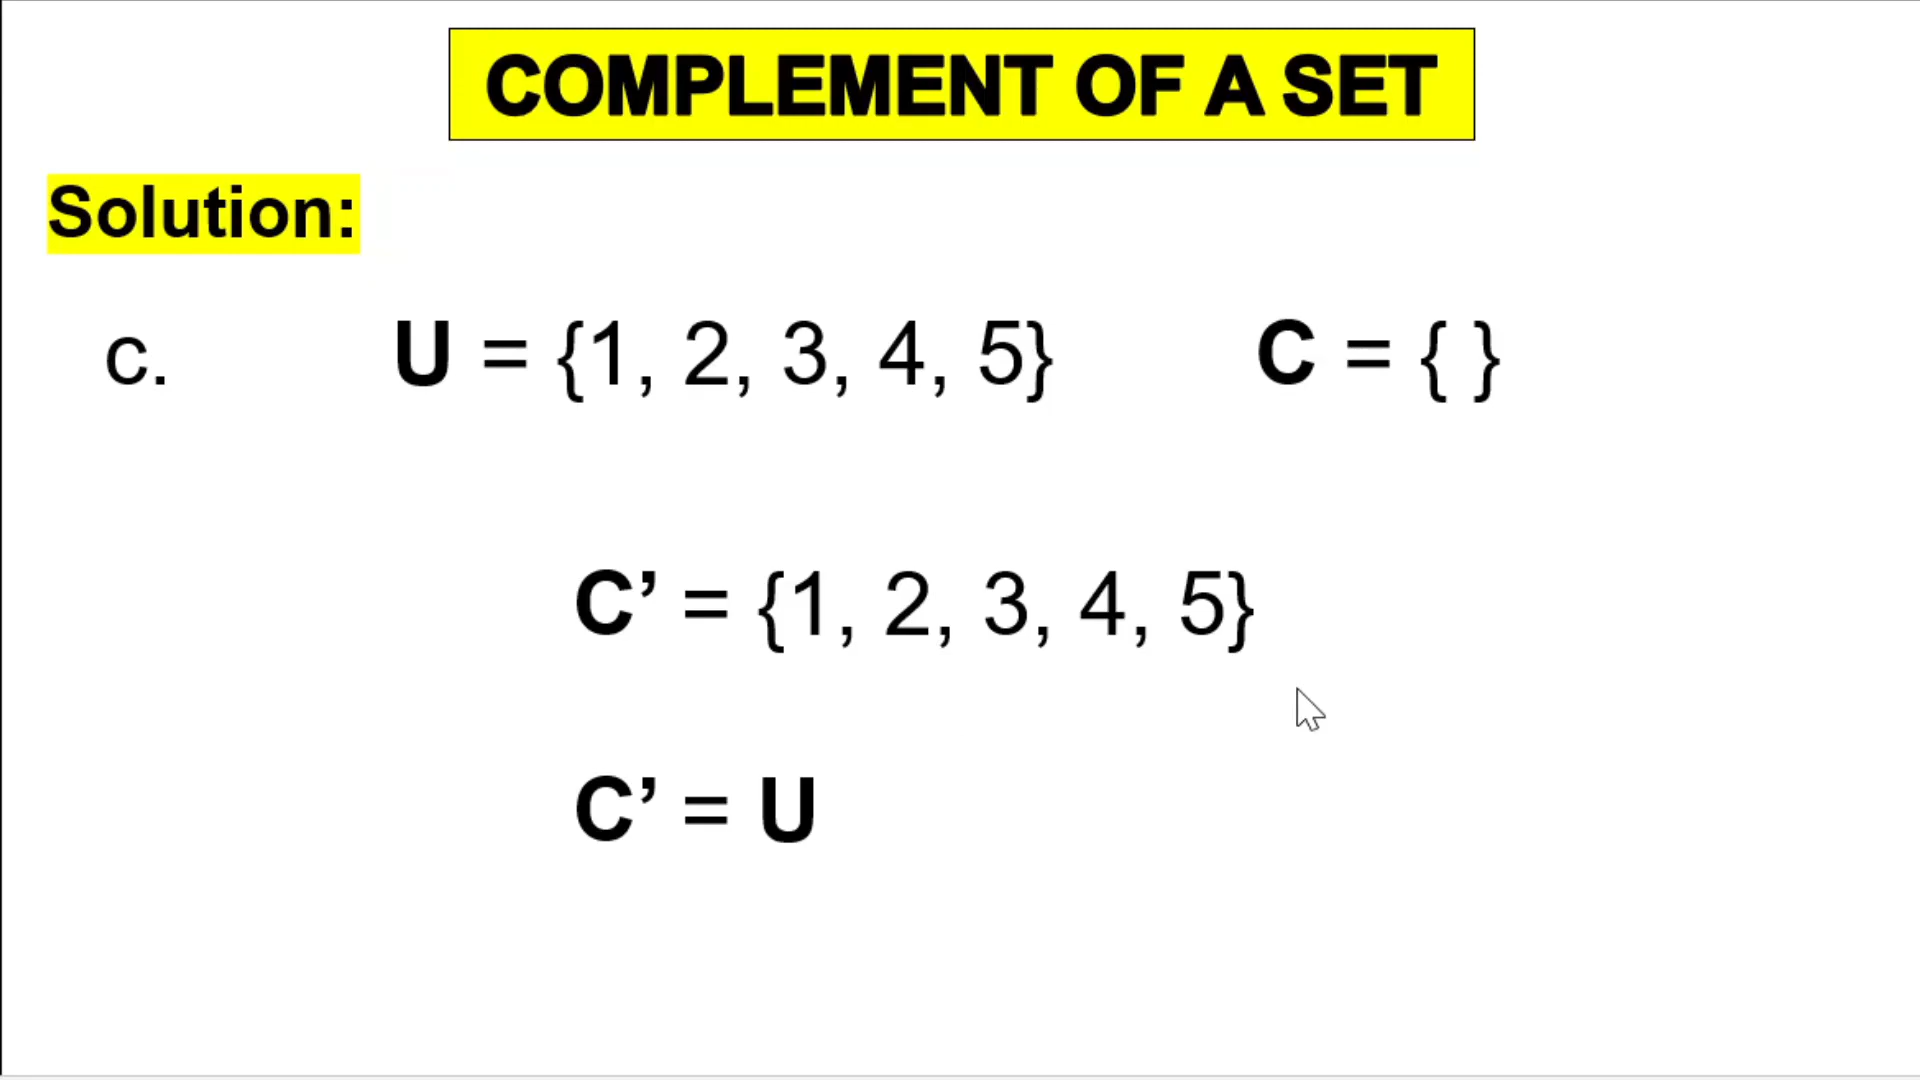 COMPLEMENT OF A SET
Solution:
c. U = {1, 2, 3, 4, 5} C = { }
C’ = {1, 2, 3, 4, 5}
C’ = U